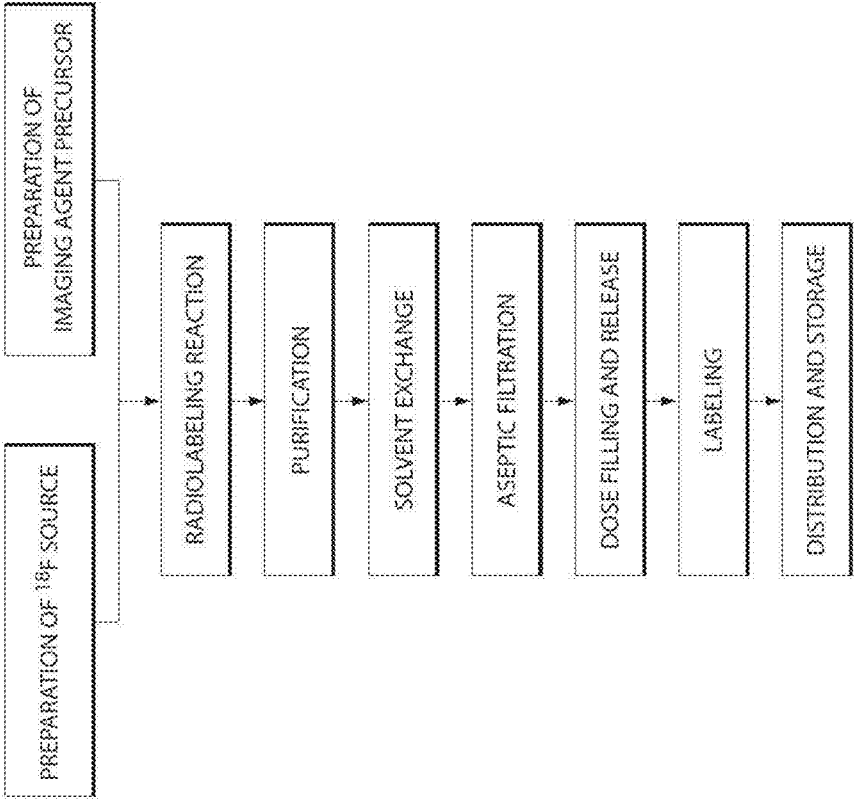 PREPARATION OF ¹⁸F SOURCE
PREPARATION OF
IMAGING AGENT PRECURSOR
RADIOLABELING REACTION
PURIFICATION
SOLVENT EXCHANGE
ASEPTIC FILTRATION
DOSE FILLING AND RELEASE
LABELING
DISTRIBUTION AND STORAGE